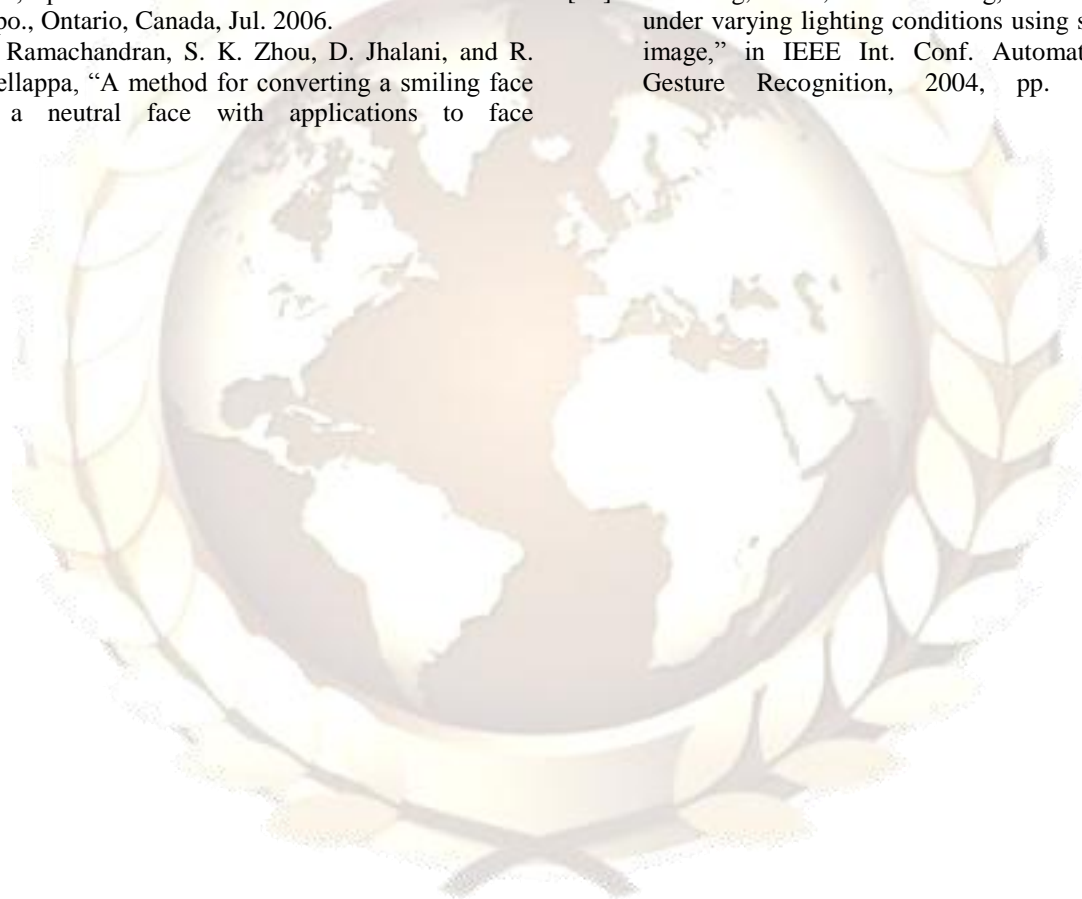 po., Ontario, Canada, Jul. 2006.
Ramachandran, S. K. Zhou, D. Jhalani, and R.
ellappa, “A method for converting a smiling face
a neutral face with applications to face
under varying lighting conditions using s
image,” in IEEE Int. Conf. Automat
Gesture Recognition, 2004, pp.